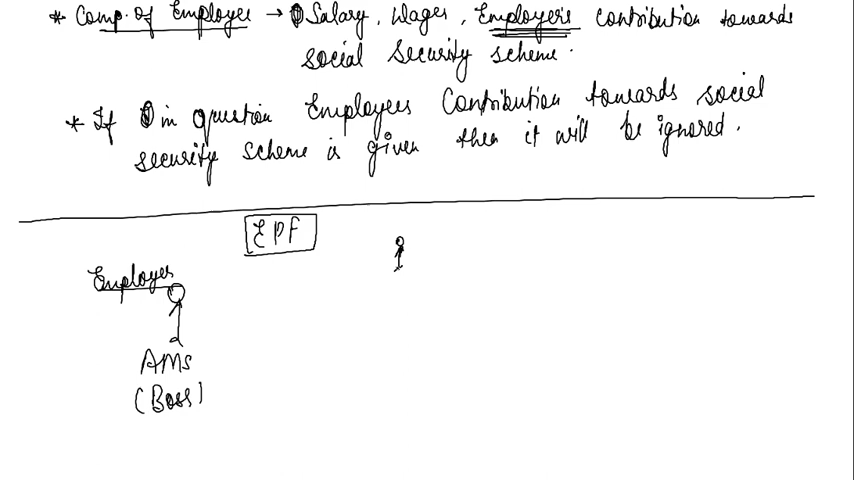 * Comp. of Employee → Salary, Wages, Employer's contribution towards
social security scheme.
* If in question Employees Contribution towards social
security scheme is given then it will be ignored.
EPF
Employer
AMS
(Boss)